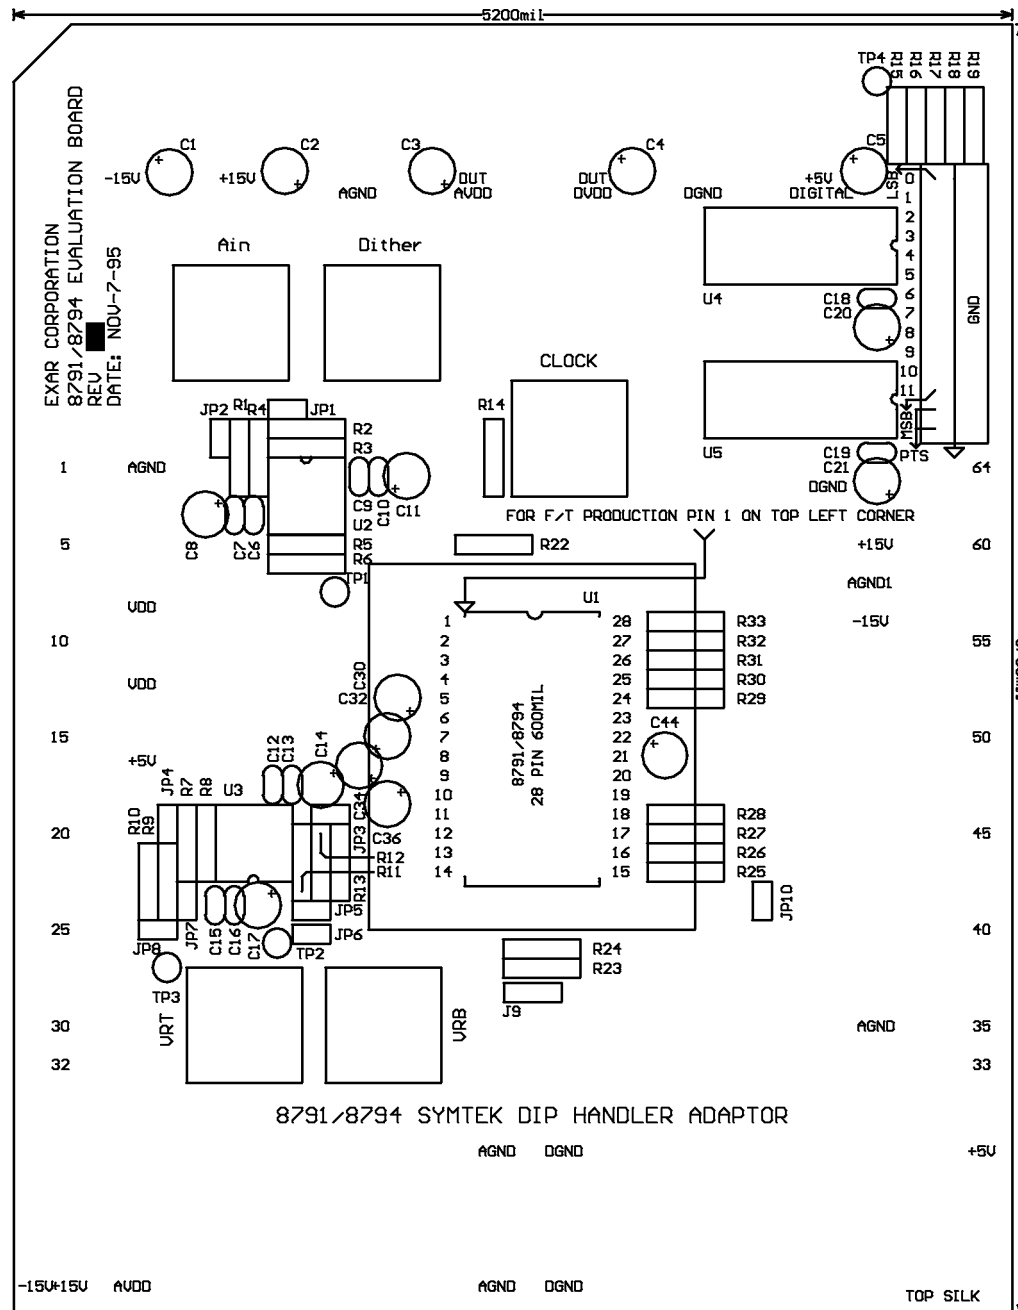 5200mil
TP4
R15
R16
R17
R18
R19
EXAR CORPORATION
8791/8794 EVALUATION BOARD
REV
DATE: NOV-7-95
C1
-15V
C2
+15V
AGND
C3
DUT
AVDD
C4
DUT
DVDD
DGND
C5
+5V
DIGITAL
LSB
0
1
2
3
4
5
6
7
8
9
10
11
MSB
PTS
GND
Ain
Dither
CLOCK
U4
C18
C20
U5
C19
C21
DGND
JP2
R1
R4
JP1
R2
R3
R14
1
AGND
64
C9
C10
C11
C8
C7
C6
U2
R5
R6
TP1
FOR F/T PRODUCTION PIN 1 ON TOP LEFT CORNER
5
R22
+15V
60
AGND1
VDD
U1
-15V
10
55
1
2
3
4
5
6
7
8
9
10
11
12
13
14
8791/8794
28 PIN 600MIL
28
27
26
25
24
23
22
21
20
19
18
17
16
15
R33
R32
R31
R30
R29
C44
R28
R27
R26
R25
VDD
C30
C32
15
50
+5V
C12
C13
C14
C34
C36
JP4
R7
R8
U3
R10
R9
JP3
R12
R11
R13
20
45
JP10
JP5
JP6
25
40
JP8
JP7
C15
C16
C17
TP2
TP3
R24
R23
J9
VRT
VRB
30
AGND
35
32
33
8791/8794 SYMTEK DIP HANDLER ADAPTOR
AGND DGND
+5V
-15V+15V AVDD
AGND DGND
TOP SILK